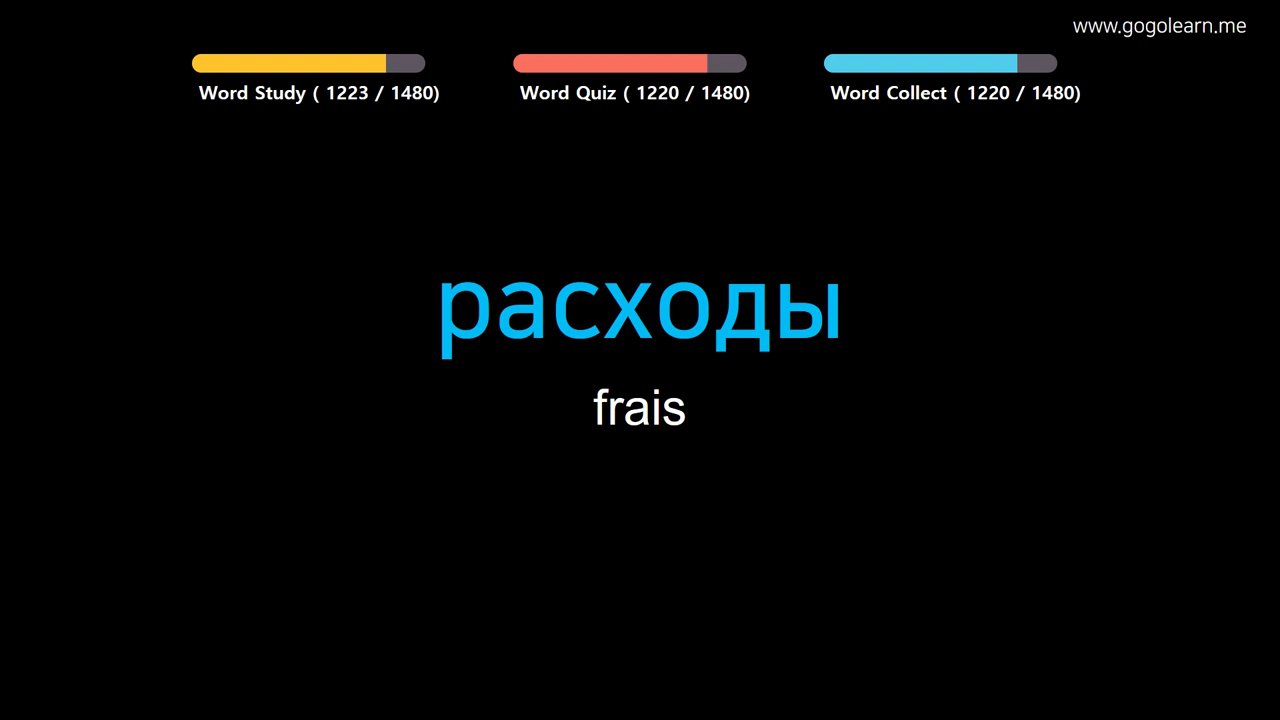 www.gogolearn.me
Word Study ( 1223 / 1480) Word Quiz ( 1220 / 1480) Word Collect ( 1220 / 1480)
расходы
frais